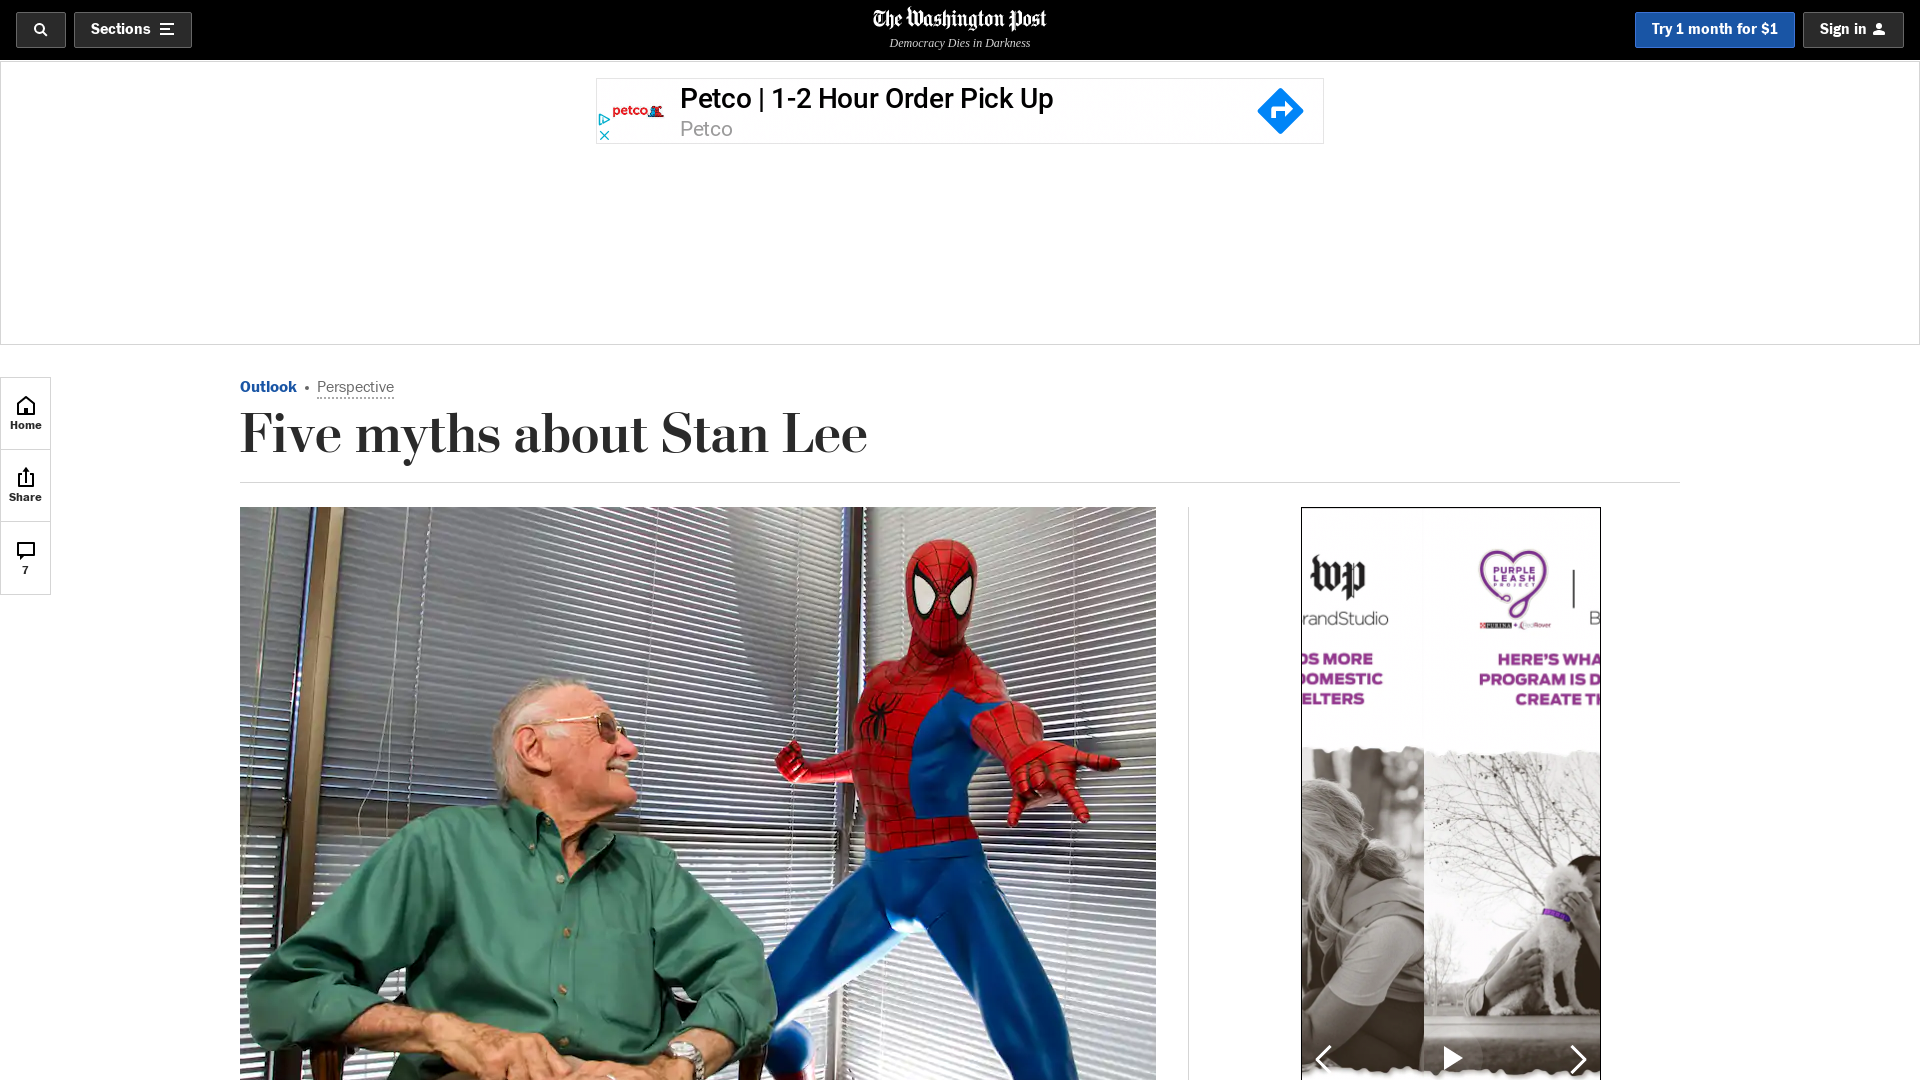 Sections
The Washington Post
Democracy Dies in Darkness
Try 1 month for $1
Sign in
petco
Petco | 1-2 Hour Order Pick Up
Petco
Home
Share
7
Outlook • Perspective
Five myths about Stan Lee
wp
randStudio
PURPLE
LEASH
PROJECT
PURINA
B
DS MORE
DOMESTIC
ELTERS
HERE'S WHA
PROGRAM IS D
CREATE TH